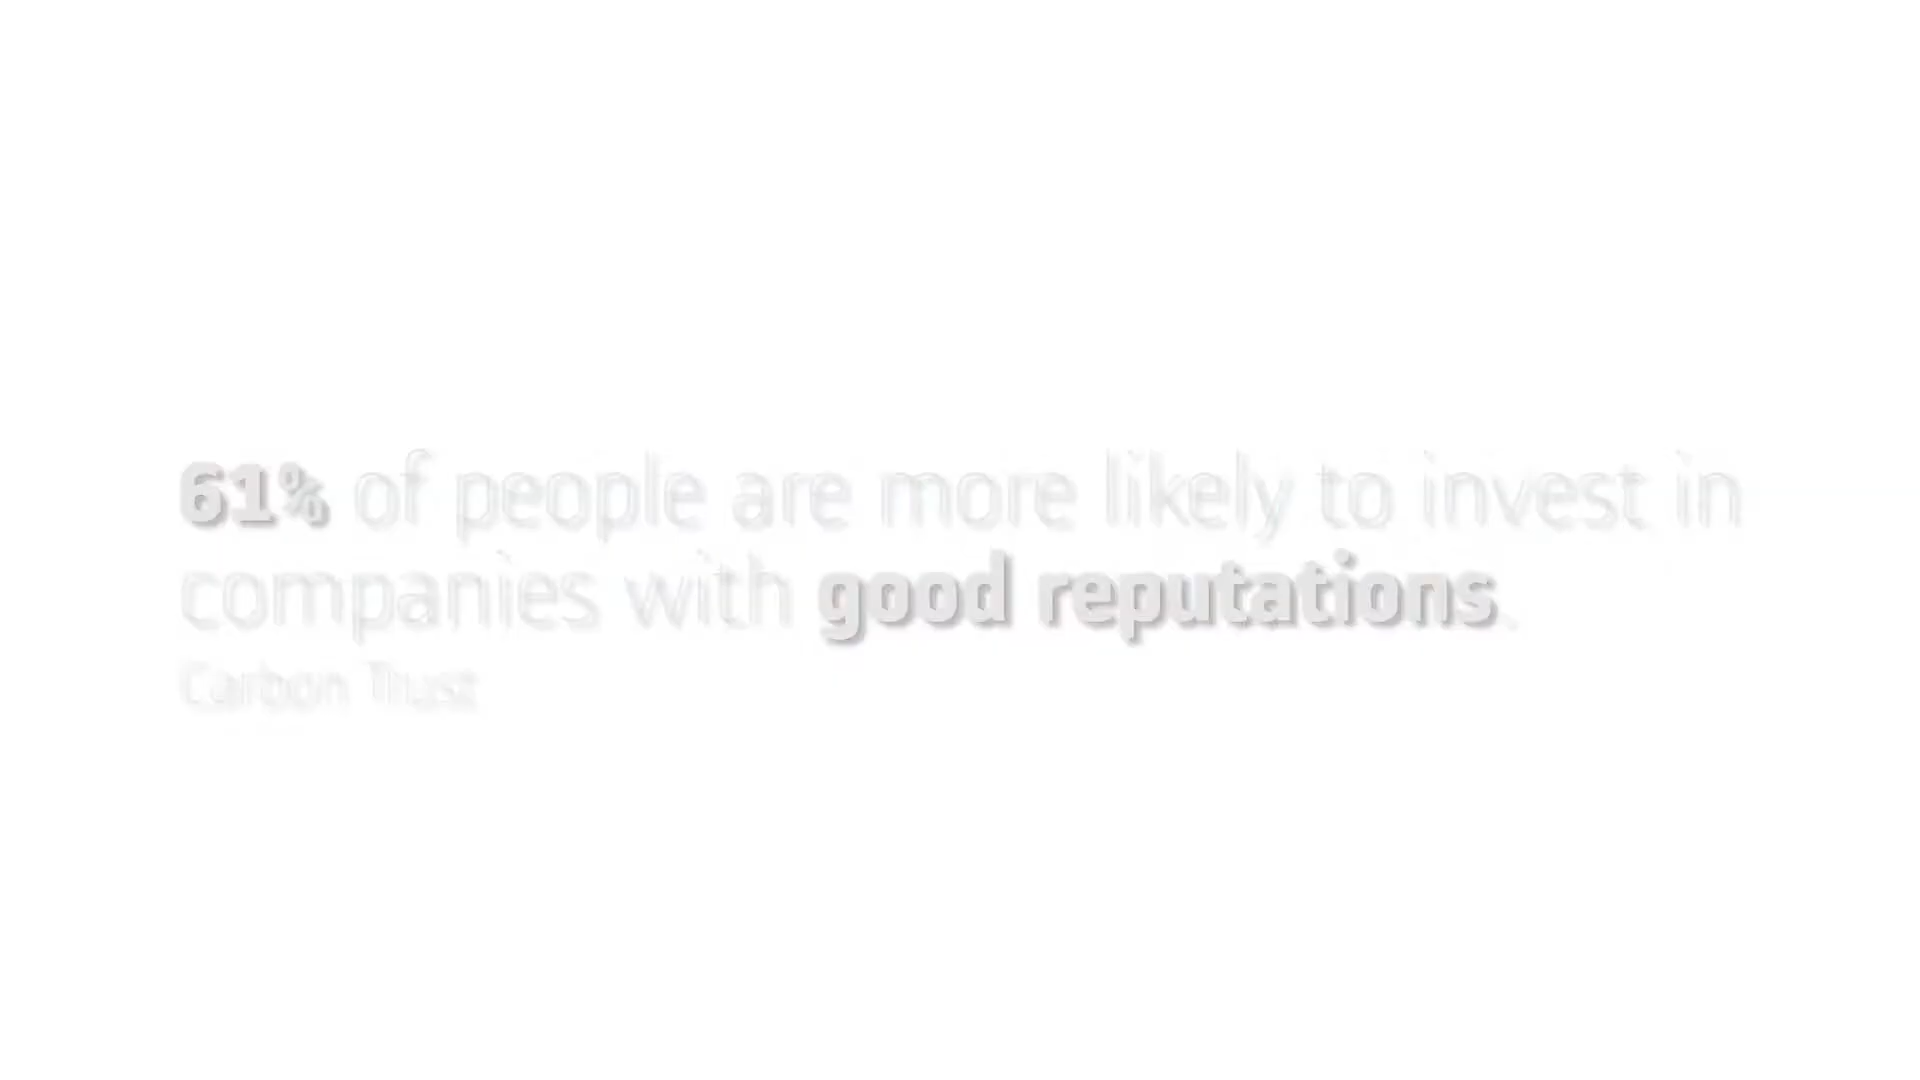 61% of people are more likely to invest in
companies with good reputations.
Carbon Trust